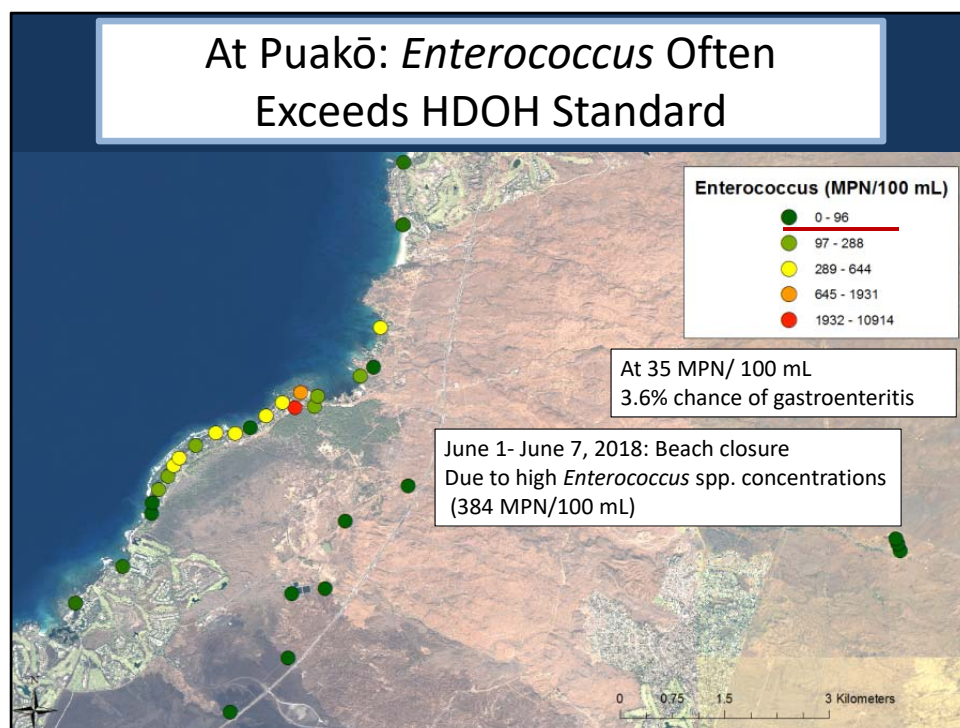 At Puakō: Enterococcus Often
Exceeds HDOH Standard
Enterococcus (MPN/100 mL)
0 - 96
97 - 288
289 - 644
645 - 1931
1932 - 10914
At 35 MPN/ 100 mL
3.6% chance of gastroenteritis
June 1- June 7, 2018: Beach closure
Due to high Enterococcus spp. concentrations
(384 MPN/100 mL)
0 0.75 1.5 3 Kilometers